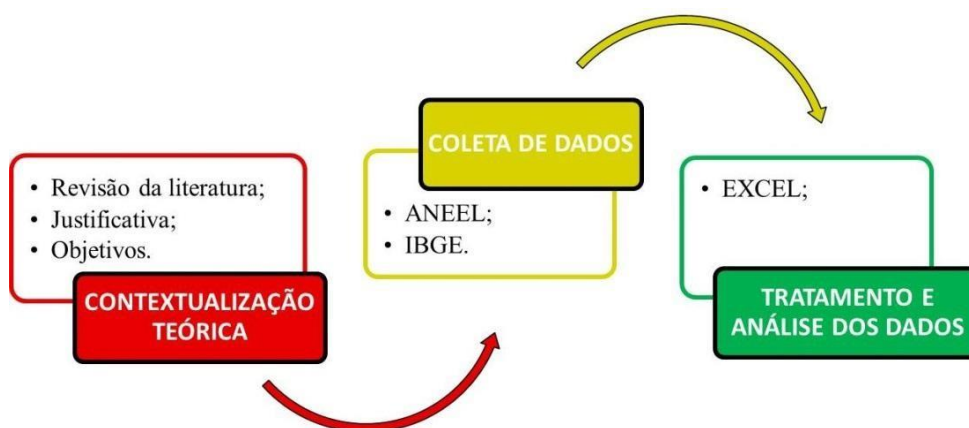 • Revisão da literatura;
• Justificativa;
• Objetivos.
CONTEXTUALIZAÇÃO
TEÓRICA
COLETA DE DADOS
• ANEEL;
• IBGE.
• EXCEL;
TRATAMENTO E
ANÁLISE DOS DADOS